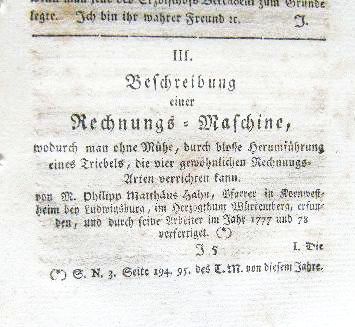 legte. Ich bin ihr wahrer Freund ꝛc. J.
III.
Beschreibung
einer
Rechnungs-Maschine,
wodurch man ohne Mühe, durch bloße Herumführung
eines Triebels, die vier gewöhnlichen Rechnungs-
Arten verrichten kann.
von M. Philipp Matthäus Hahn, Pfarrer in Kornwest-
heim bey Ludwigsburg, im Herzogthum Würtemberg, erfun-
den, und durch seine Arbeiter im Jahr 1777 und 78
verfertiget. (*)
J 5 I. Die
(*) S. N. 3. Seite 194. 95. des T. M. von diesem Jahre.